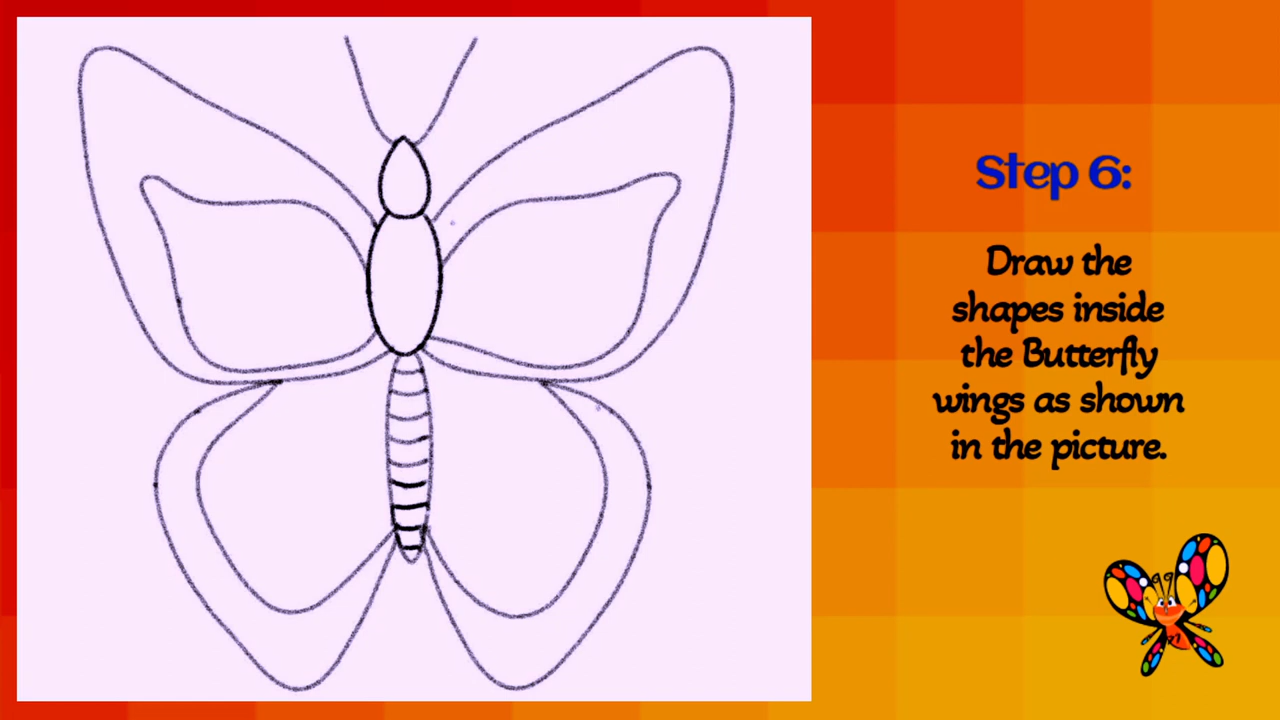 Step 6:
Draw the
shapes inside
the Butterfly
wings as shown
in the picture.